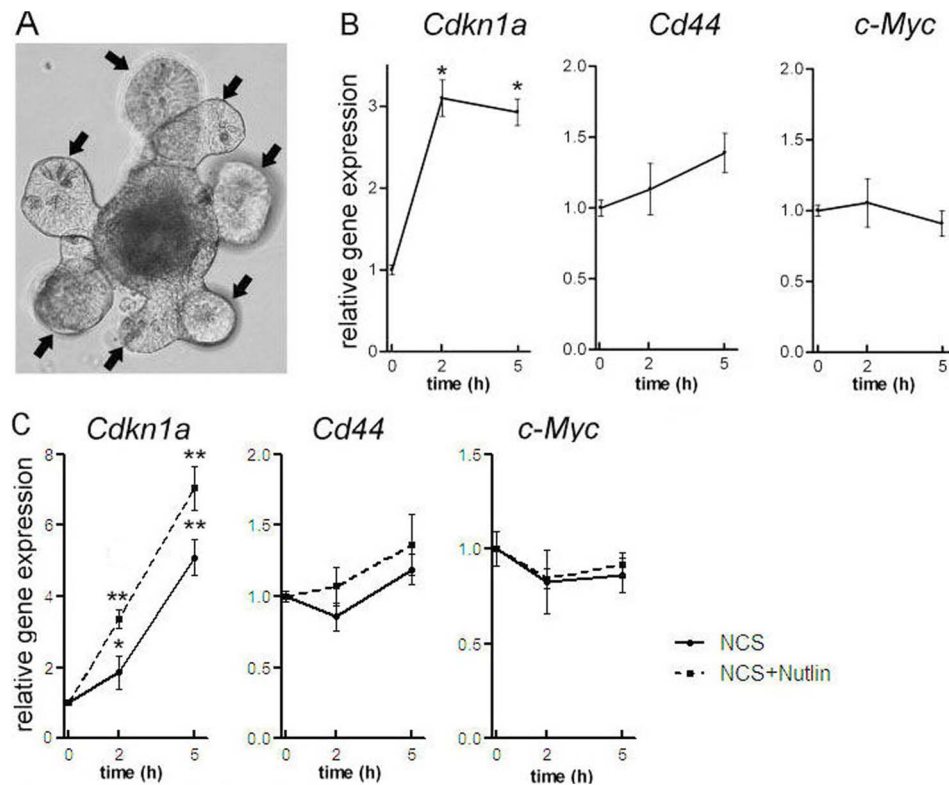 A
B
Cdkn1a
Cd44
c-Myc
relative gene expression
3
2
1
0
0 2 5
time (h)
*
*
2.0
1.5
1.0
0.5
0.0
0 2 5
time (h)
2.0
1.5
1.0
0.5
0.0
0 2 5
time (h)
C
Cdkn1a
Cd44
c-Myc
relative gene expression
8
6
4
2
0
0 2 5
time (h)
**
**
**
*
2.0
1.5
1.0
0.5
0.0
0 2 5
time (h)
1.5
1.0
0.5
0.0
0 2 5
time (h)
NCS
NCS+Nutlin